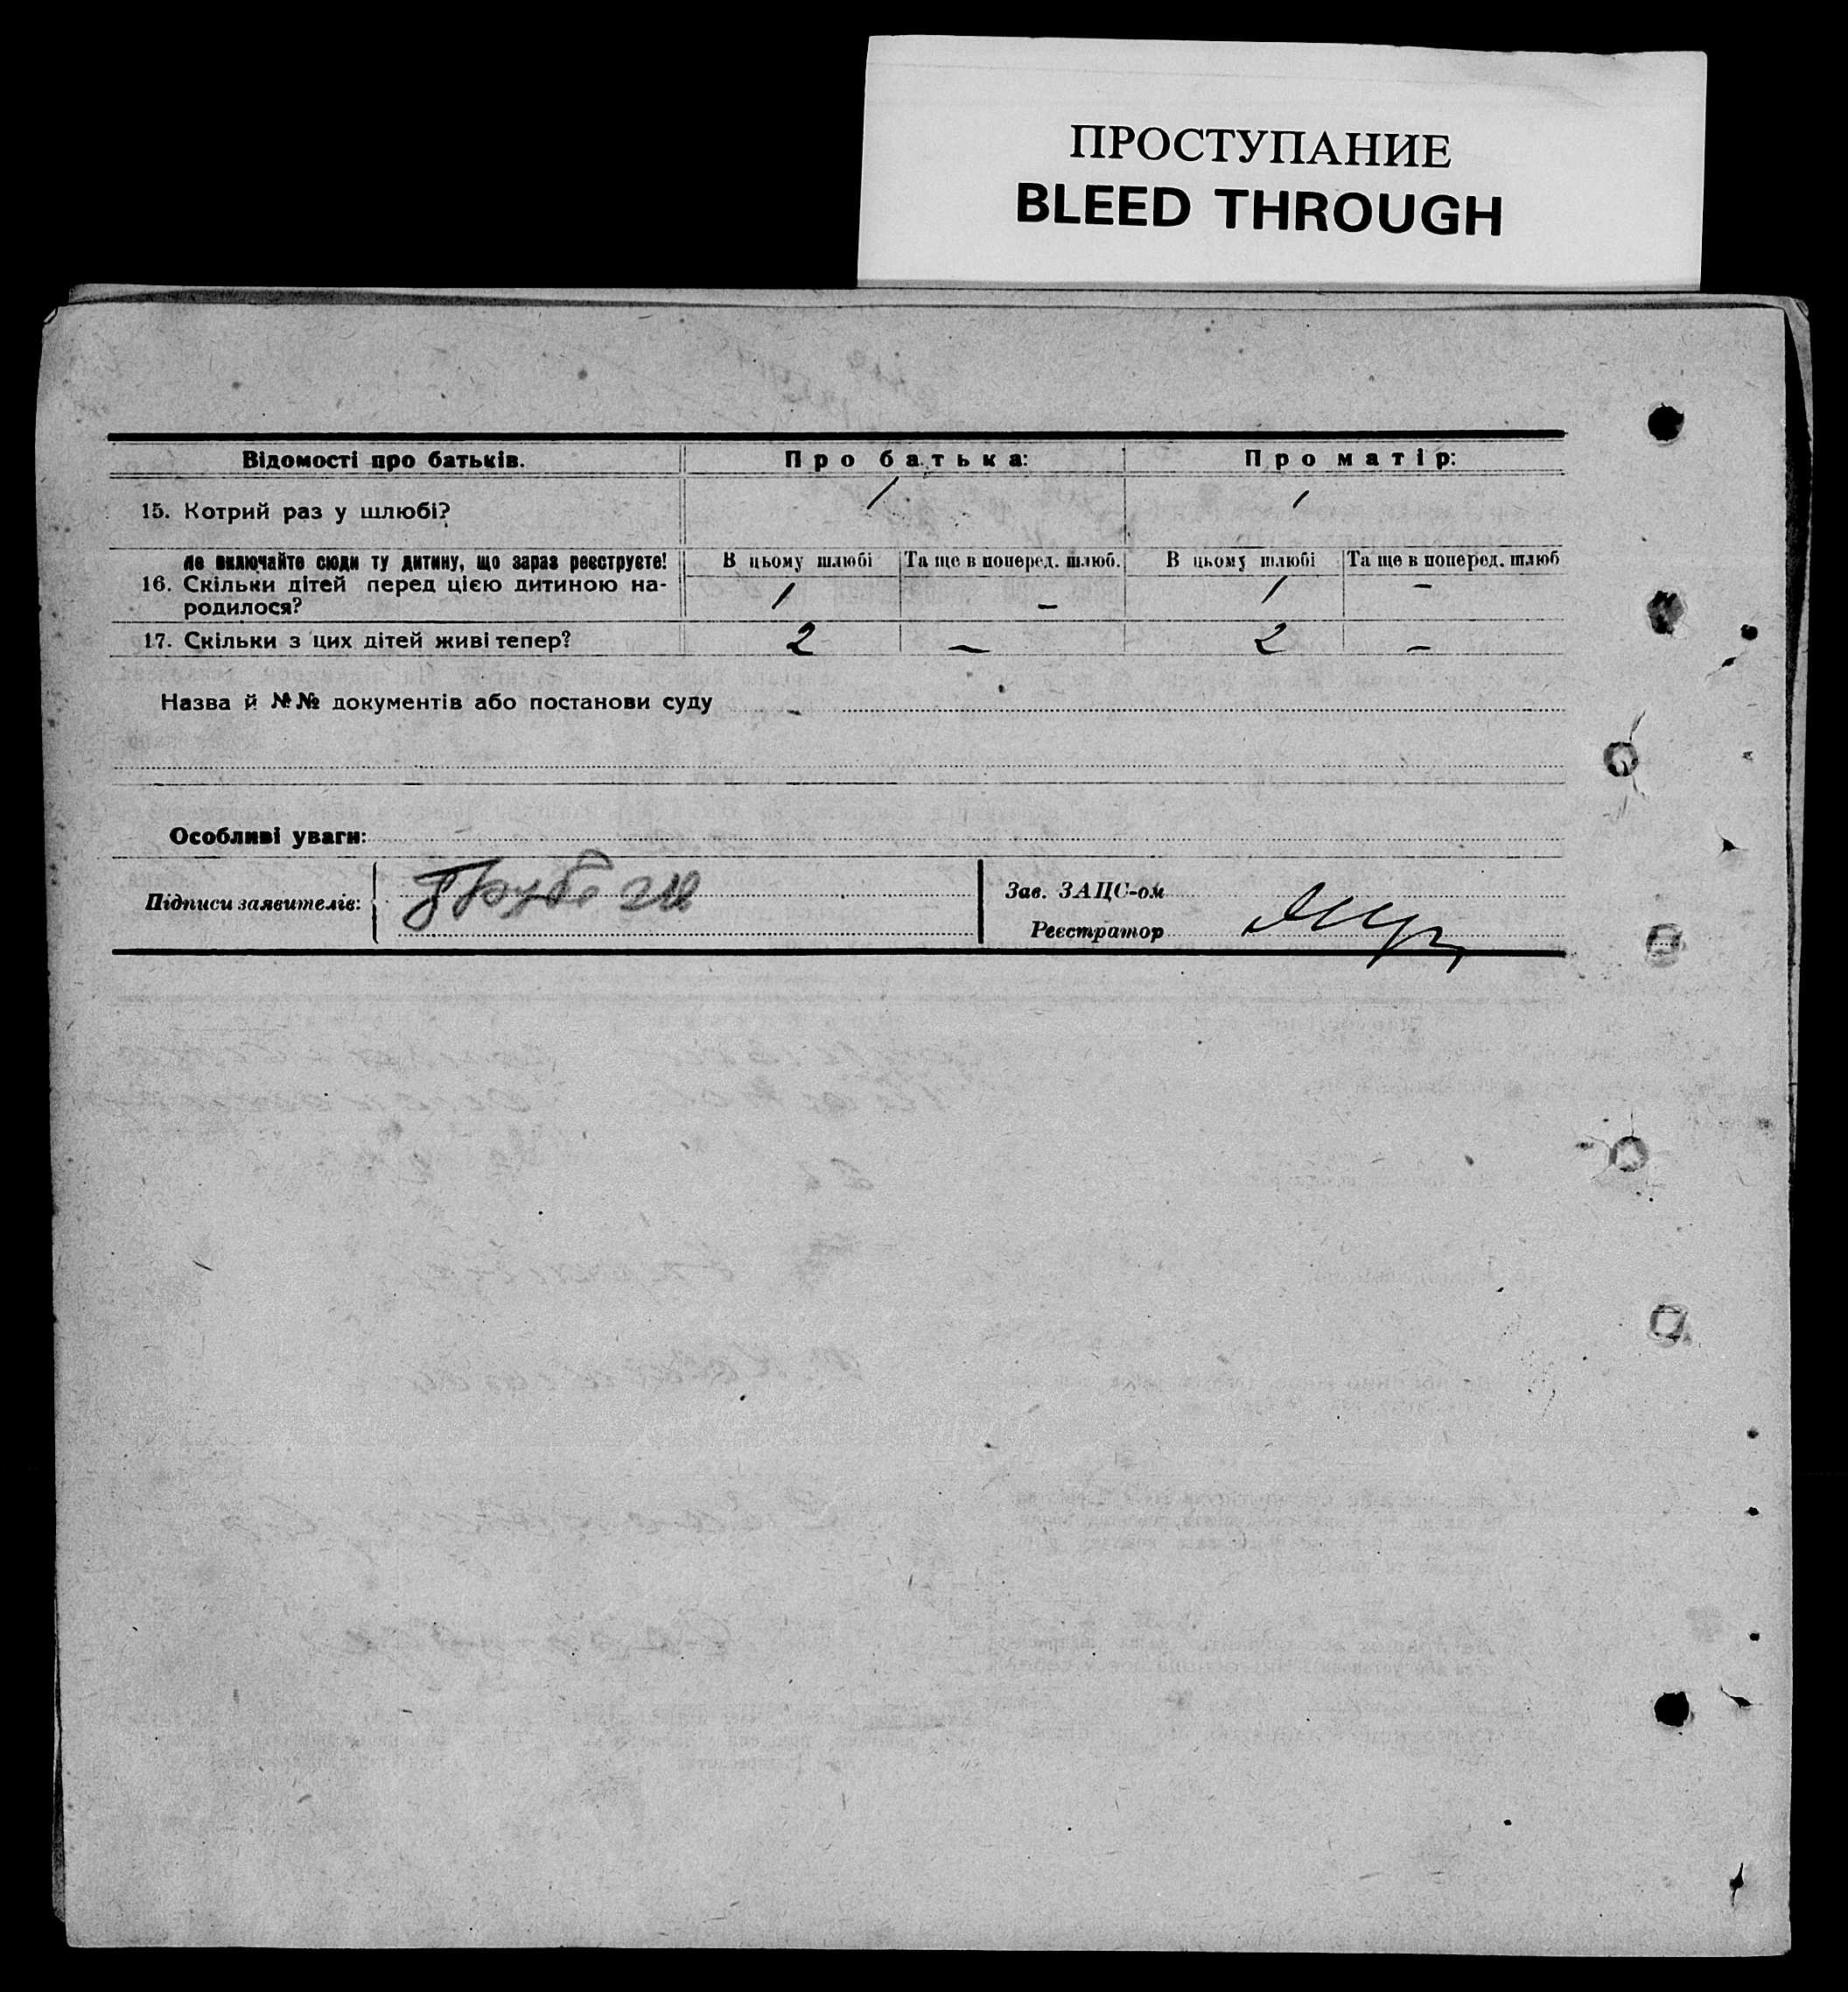 ПРОСТУПАНИЕ
BLEED THROUGH
Відомості про батьків. Про батька: Про матір:
15. Котрий раз у шлюбі? 1 1
Не включайте сюди ту дитину, що зараз реєструєте! В цьому шлюбі Та ще в поперед. шлюб. В цьому шлюбі Та ще в поперед. шлюб
16. Скільки дітей перед цією дитиною на-
родилося? 1 – 1 –
17. Скільки з цих дітей живі тепер? 2 – 2 –
Назва й №№ документів або постанови суду –
Особливі уваги:
Підписи заявителів:
Зав. ЗАЦС-ом
Реєстратор